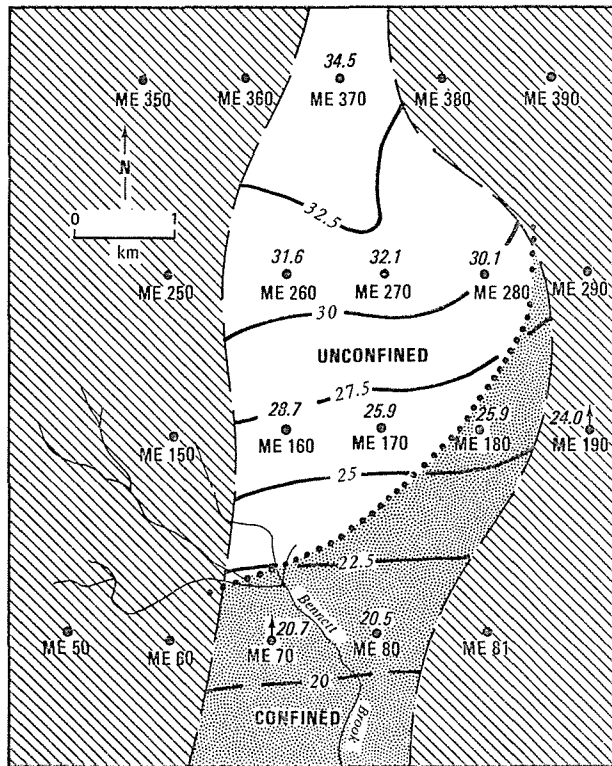 34.5
ME 350 ME 360 ME 370 ME 380 ME 390
N
0 1
km
32.5
31.6 32.1 30.1
ME 250 ME 260 ME 270 ME 280 ME 290
30
UNCONFINED
27.5
28.7 25.9 25.9 24.0
ME 150 ME 160 ME 170 ME 180 ME 190
25
22.5
Bennett
20.7 20.5
ME 50 ME 60 ME 70 ME 80 ME 81
20
CONFINED
Brook